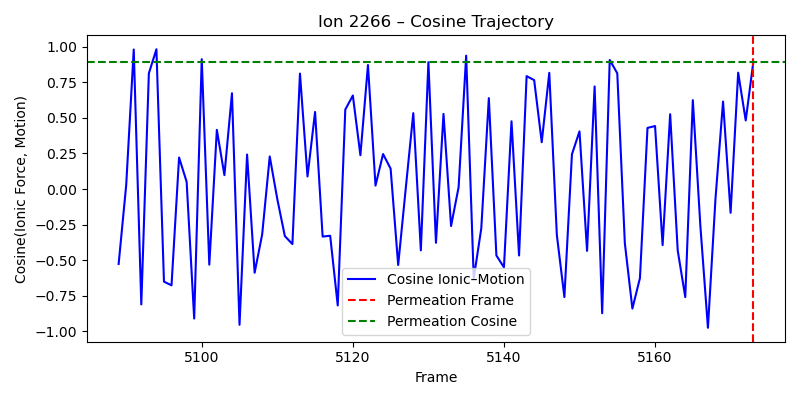 Ion 2266 – Cosine Trajectory
Cosine(Ionic Force, Motion)
1.00
0.75
0.50
0.25
0.00
−0.25
−0.50
−0.75
−1.00
Cosine Ionic–Motion
Permeation Frame
Permeation Cosine
5100
5120
5140
5160
Frame